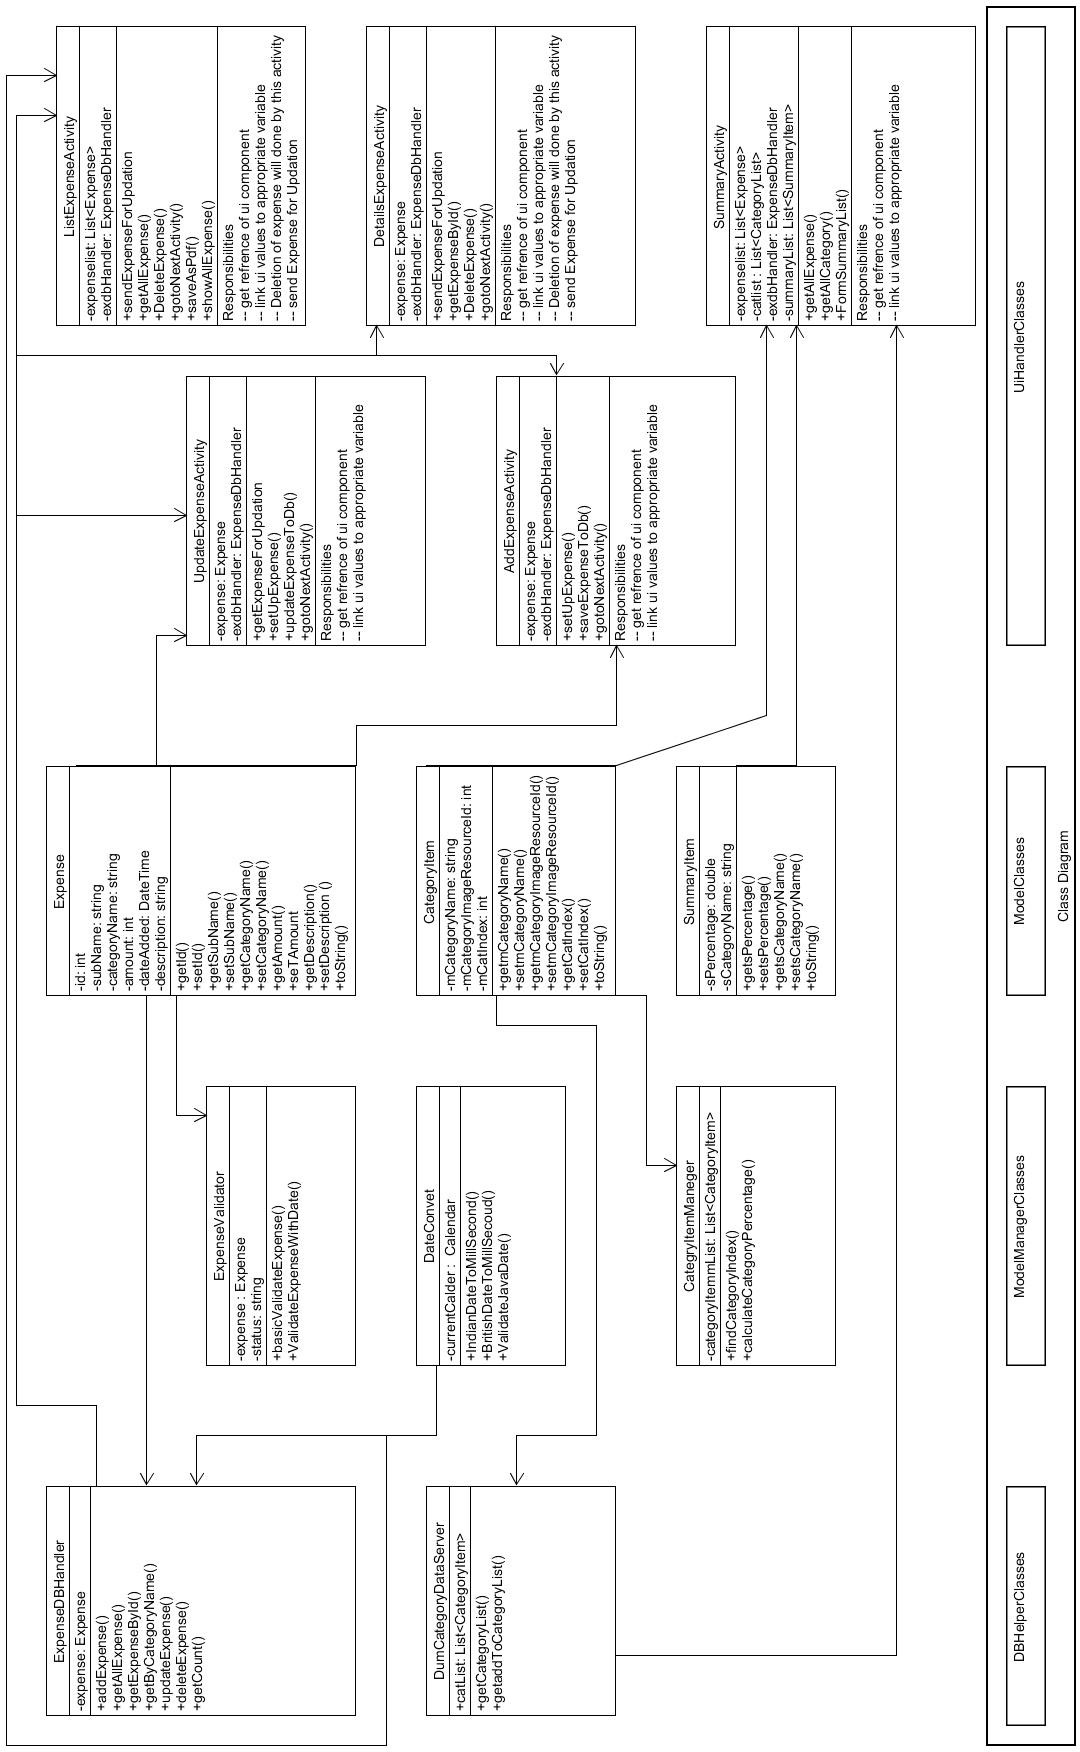 ExpenseDBHandler
-expense: Expense
+addExpense()
+getAllExpense()
+getExpenseById()
+getByCategoryName()
+updateExpense()
+deleteExpense()
+getCount()
DumCategoryDataServer
+catList: List<CategoryItem>
+getCategoryList()
+getaddToCategoryList()
DBHelperClasses
ExpenseValidator
-expense : Expense
-status: string
+basicValidateExpense()
+ValidateExpenseWithDate()
DateConvet
-currentCalder : Calendar
+IndianDateToMillSecond()
+BritishDateToMillSecoud()
+ValidateJavaDate()
CategryItemManeger
-categoryItemmList: List<CategoryItem>
+findCategoryIndex()
+calculateCategoryPercentage()
ModelManagerClasses
Expense
-id: int
-subName: string
-categoryName: string
-amount: int
-dateAdded: DateTime
-description: string
+getId()
+setId()
+getSubName()
+setSubName()
+getCategoryName()
+setCategoryName()
+getAmount()
+seTAmount
+getDescription()
+setDescription ()
+toString()
CategoryItem
-mCategoryName: string
-mCategoryImageResourceId: int
-mCatIndex: int
+getmCategoryName()
+setmCategoryName()
+getmCategoryImageResourceId()
+setmCategoryImageResourceId()
+getCatIndex()
+setCatIndex()
+toString()
SummaryItem
-sPercentage: double
-sCategoryName: string
+getsPercentage()
+setsPercentage()
+getsCategoryName()
+setsCategoryName()
+toString()
ModelClasses
UpdateExpenseActivity
-expense: Expense
-exdbHandler: ExpenseDbHandler
+getExpenseForUpdation
+setUpExpense()
+updateExpenseToDb()
+gotoNextActivity()
Responsibilities
-- get refrence of ui component
-- link ui values to appropriate variable
AddExpenseActivity
-expense: Expense
-exdbHandler: ExpenseDbHandler
+setUpExpense()
+saveExpenseToDb()
+gotoNextActivity()
Responsibilities
-- get refrence of ui component
-- link ui values to appropriate variable
ListExpenseActivity
-expenselist: List<Expense>
-exdbHandler: ExpenseDbHandler
+sendExpenseForUpdation
+getAllExpense()
+DeleteExpense()
+gotoNextActivity()
+saveAsPdf()
+showAllExpense()
Responsibilities
-- get refrence of ui component
-- link ui values to appropriate variable
-- Deletion of expense will done by this activity
-- send Expense for Updation
DetailsExpenseActivity
-expense: Expense
-exdbHandler: ExpenseDbHandler
+sendExpenseForUpdation
+getExpenseById()
+DeleteExpense()
+gotoNextActivity()
Responsibilities
-- get refrence of ui component
-- link ui values to appropriate variable
-- Deletion of expense will done by this activity
-- send Expense for Updation
SummaryActivity
-expenselist: List<Expense>
-catlist : List<CategoryList>
-exdbHandler: ExpenseDbHandler
-summaryList: List<SummaryItem>
+getAllExpense()
+getAllCategory()
+FormSummaryList()
Responsibilities
-- get refrence of ui component
-- link ui values to appropriate variable
UiHandlerClasses
Class Diagram